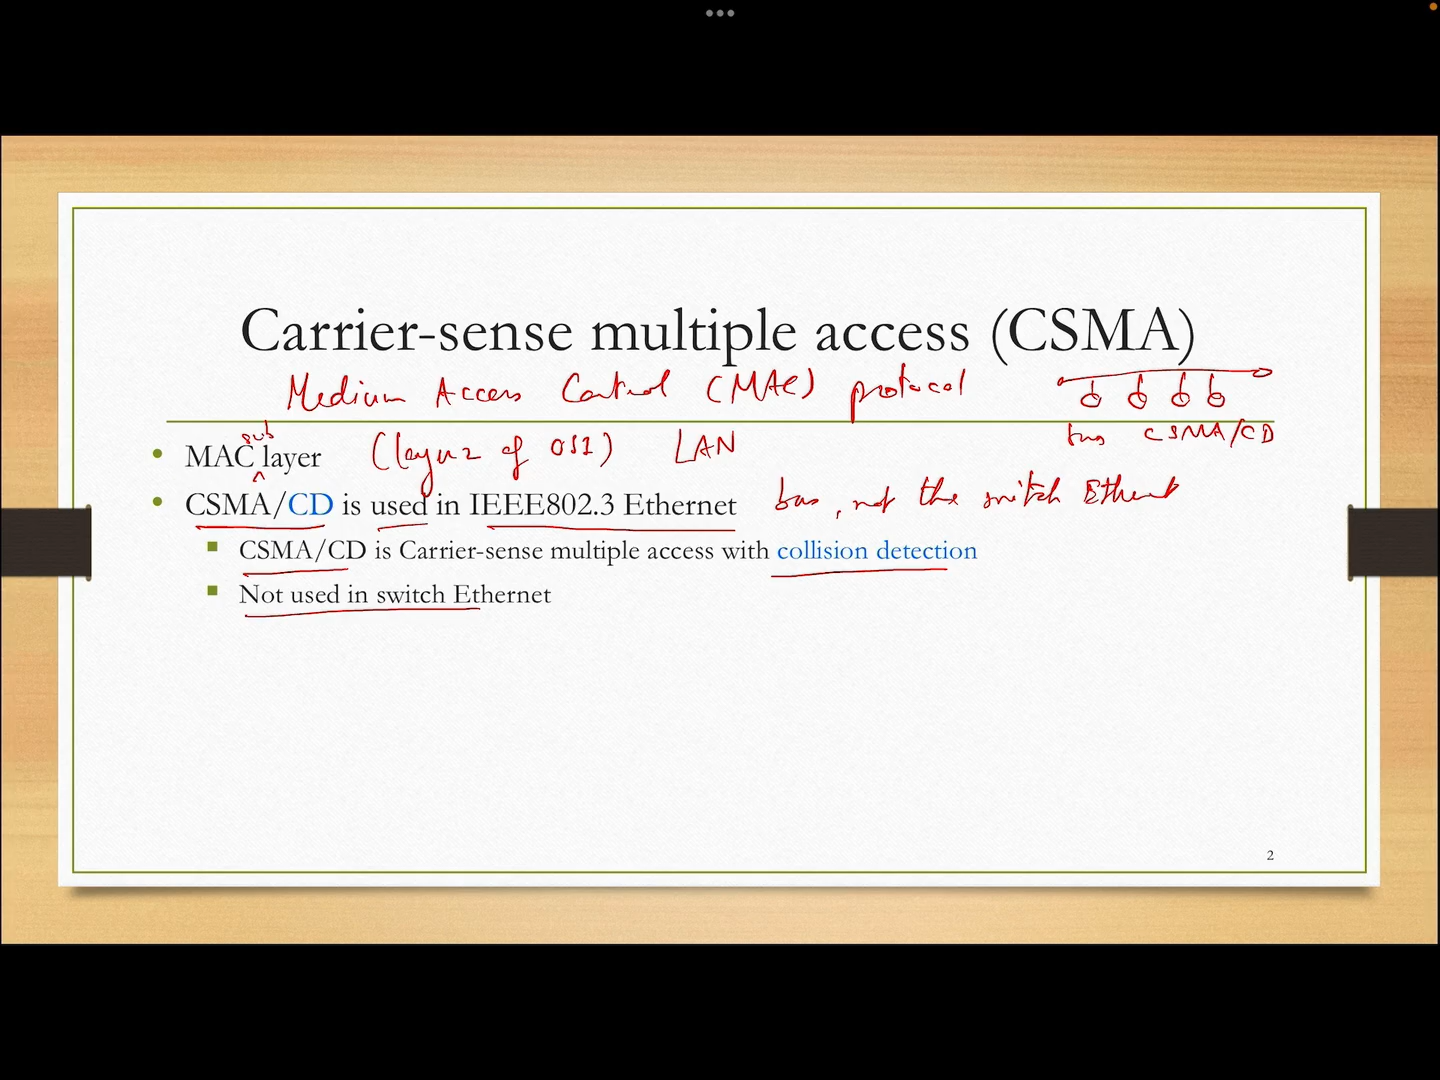 Carrier-sense multiple access (CSMA)
Medium Access Control (MAC) protocol
bus CSMA/CD
MAC sub layer (layer 2 of OSI) LAN
CSMA/CD is used in IEEE802.3 Ethernet bus, not the switch Ethernet
CSMA/CD is Carrier-sense multiple access with collision detection
Not used in switch Ethernet
2